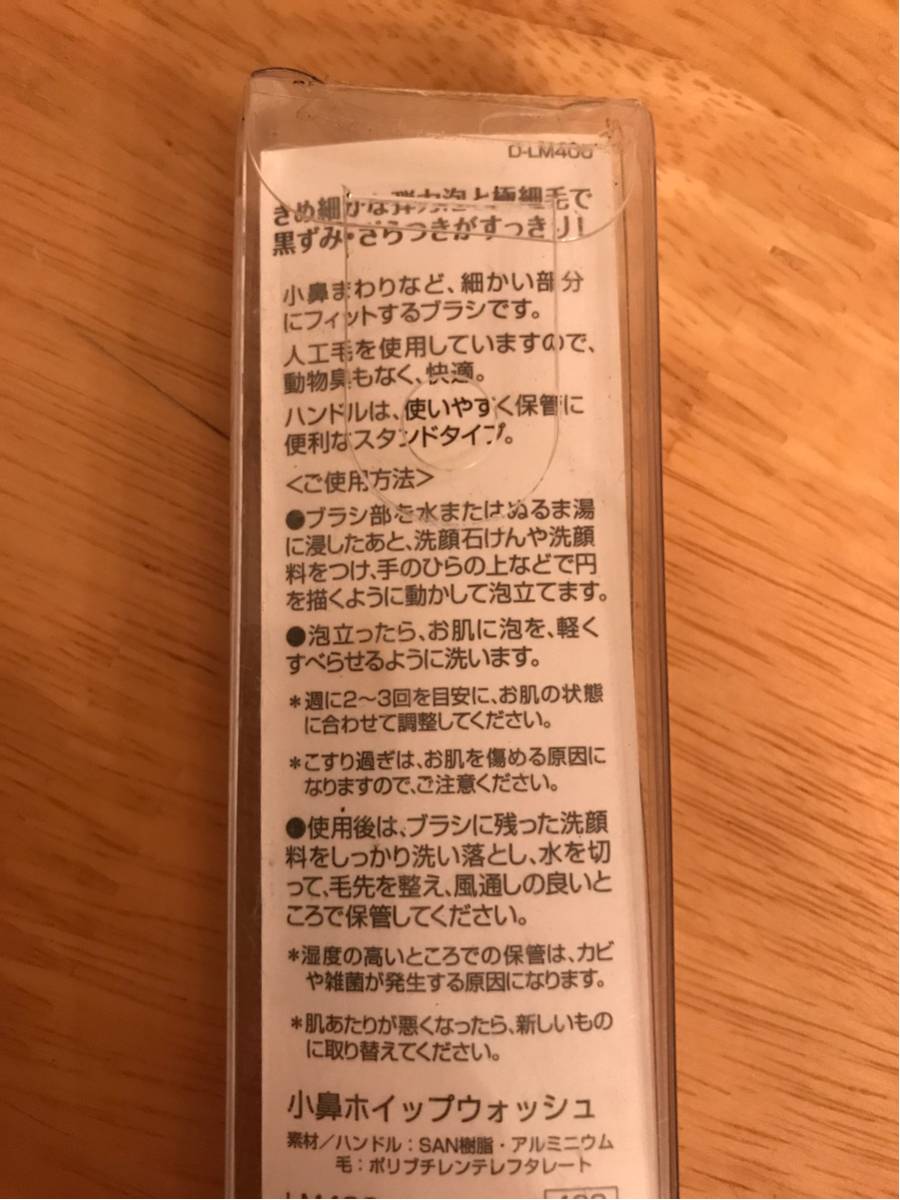 D-LM400
きめ細かな弾力泡と極細毛で
黒ずみ・ざらつきがすっきり!
小鼻まわりなど、細かい部分
にフィットするブラシです。
人工毛を使用していますので、
動物臭もなく、快適。
ハンドルは、使いやすく保管に
便利なスタンドタイプ。
<ご使用方法>
●ブラシ部を水またはぬるま湯
に浸したあと、洗顔石けんや洗顔
料をつけ、手のひらの上などで円
を描くように動かして泡立てます。
●泡立ったら、お肌に泡を、軽く
すべらせるように洗います。
*週に2〜3回を目安に、お肌の状態
に合わせて調整してください。
*こすり過ぎは、お肌を傷める原因に
なりますので、ご注意ください。
●使用後は、ブラシに残った洗顔
料をしっかり洗い落とし、水を切
って、毛先を整え、風通しの良いと
ころで保管してください。
*湿度の高いところでの保管は、カビ
や雑菌が発生する原因になります。
*肌あたりが悪くなったら、新しいもの
に取り替えてください。
小鼻ホイップウォッシュ
素材/ハンドル:SAN樹脂・アルミニウム
毛:ポリブチレンテレフタレート